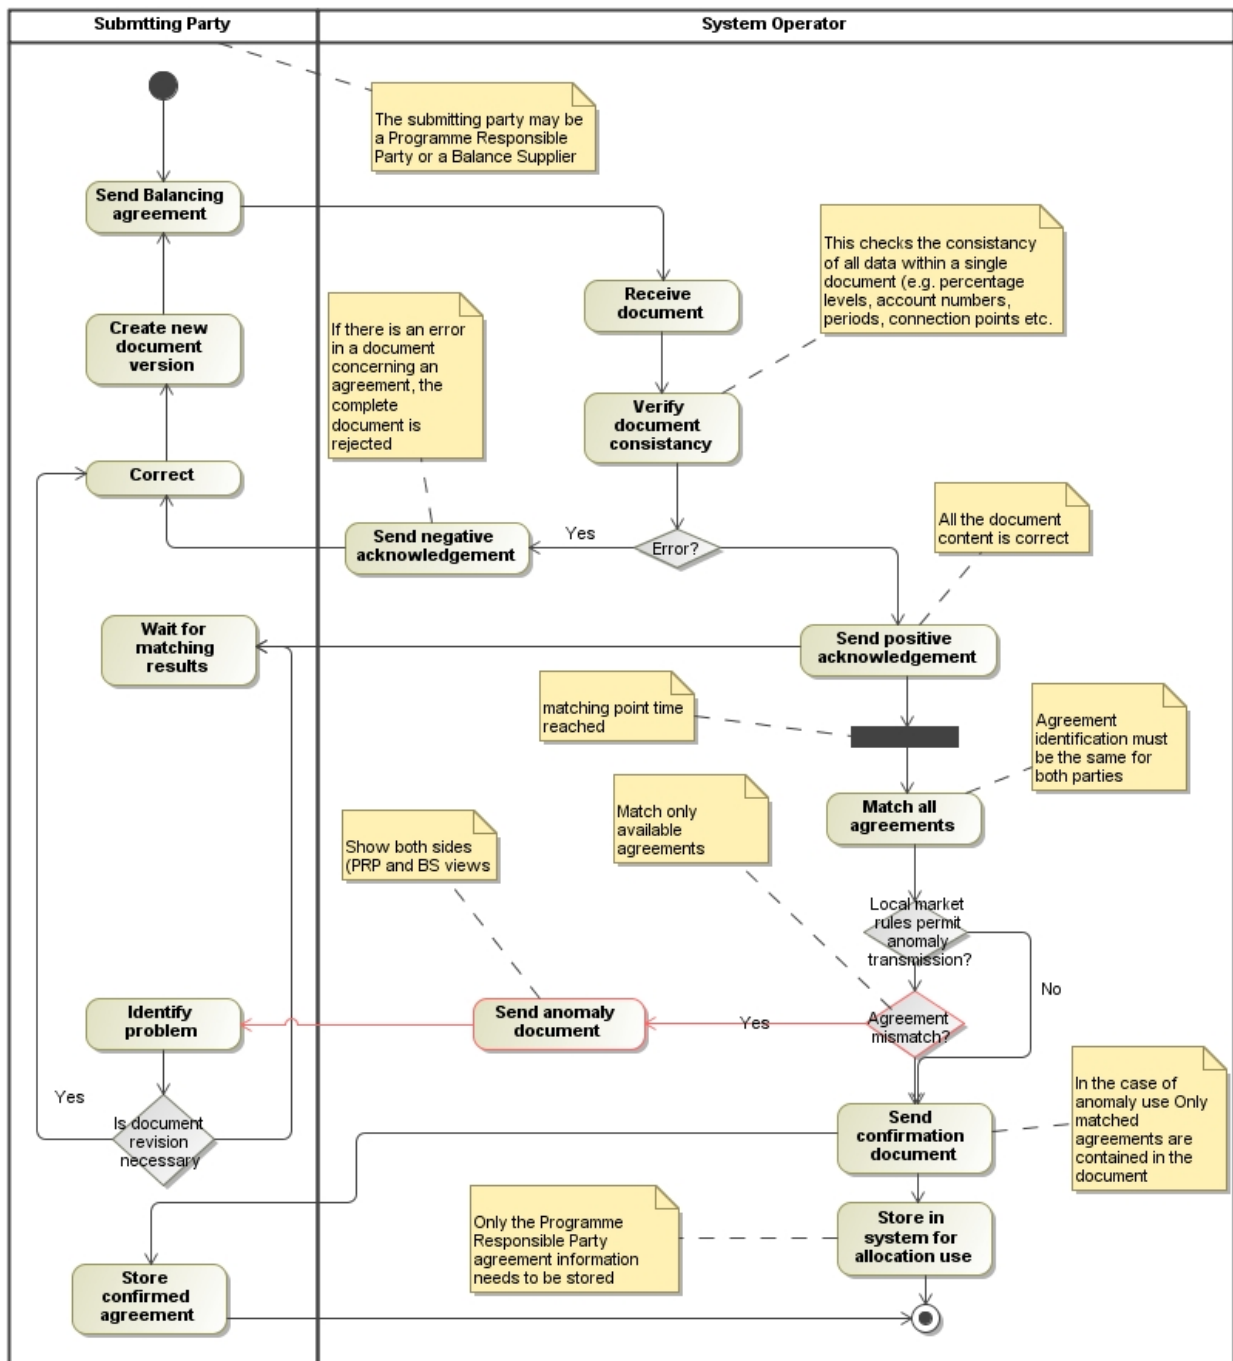 Submtting Party
System Operator
The submitting party may be
a Programme Responsible
Party or a Balance Supplier
Send Balancing
agreement
This checks the consistancy
of all data within a single
document (e.g. percentage
levels, account numbers,
periods, connection points etc.
Receive
document
If there is an error
in a document
concerning an
agreement, the
complete
document is
rejected
Create new
document
version
Verify
document
consistancy
Correct
All the document
content is correct
Send negative
acknowledgement
Yes
Error?
Wait for
matching
results
Send positive
acknowledgement
matching point time
reached
Agreement
identification must
be the same for
both parties
Match only
available
agreements
Match all
agreements
Show both sides
(PRP and BS views
Local market
rules permit
anomaly
transmission?
No
Identify
problem
Send anomaly
document
Yes
Agreement
mismatch?
Yes
Is document
revision
necessary
Send
confirmation
document
In the case of
anomaly use Only
matched
agreements are
contained in the
document
Only the Programme
Responsible Party
agreement information
needs to be stored
Store in
system for
allocation use
Store
confirmed
agreement